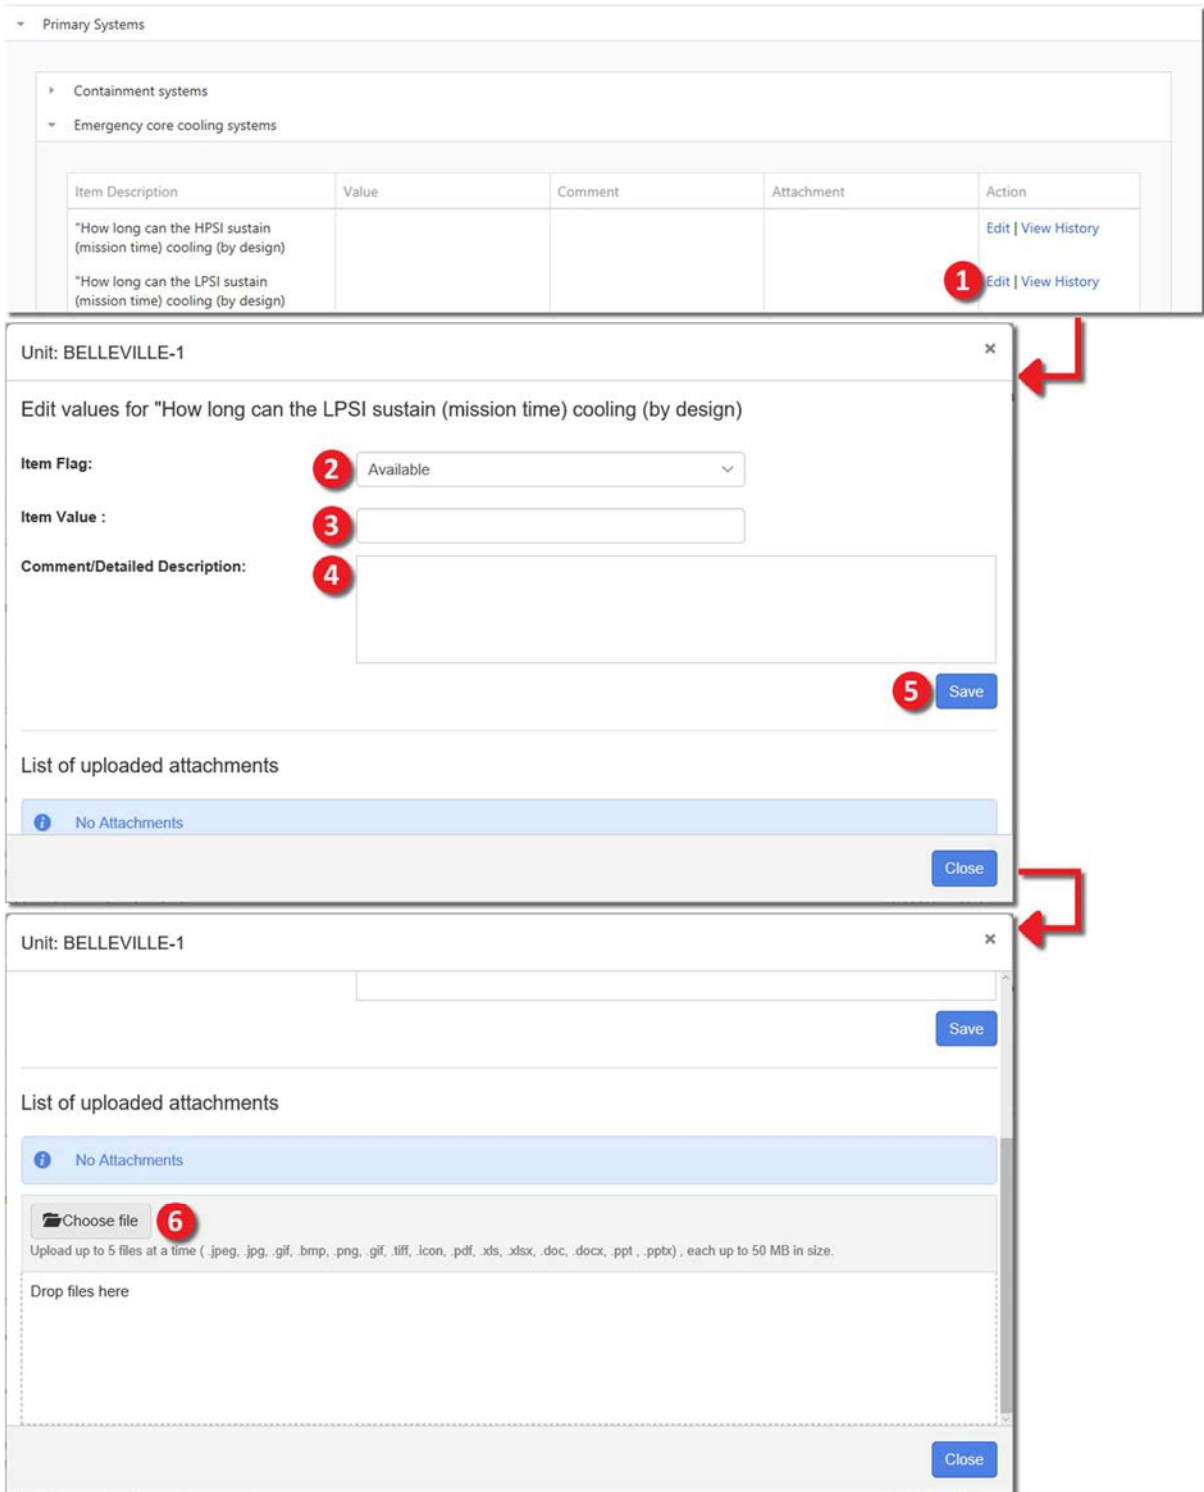 Primary Systems
Containment systems
Emergency core cooling systems
Item Description Value Comment Attachment Action
"How long can the HPSI sustain Edit | View History
(mission time) cooling (by design)
"How long can the LPSI sustain 1 Edit | View History
(mission time) cooling (by design)
Unit: BELLEVILLE-1 ×
Edit values for "How long can the LPSI sustain (mission time) cooling (by design)
Item Flag: 2 Available
Item Value : 3
Comment/Detailed Description: 4
5 Save
List of uploaded attachments
No Attachments
Close
Unit: BELLEVILLE-1 ×
Save
List of uploaded attachments
No Attachments
Choose file 6
Upload up to 5 files at a time ( .jpeg, .jpg, .gif, .bmp, .png, .gif, .tiff, .icon, .pdf, .xls, .xlsx, .doc, .docx, .ppt , .pptx) , each up to 50 MB in size.
Drop files here
Close